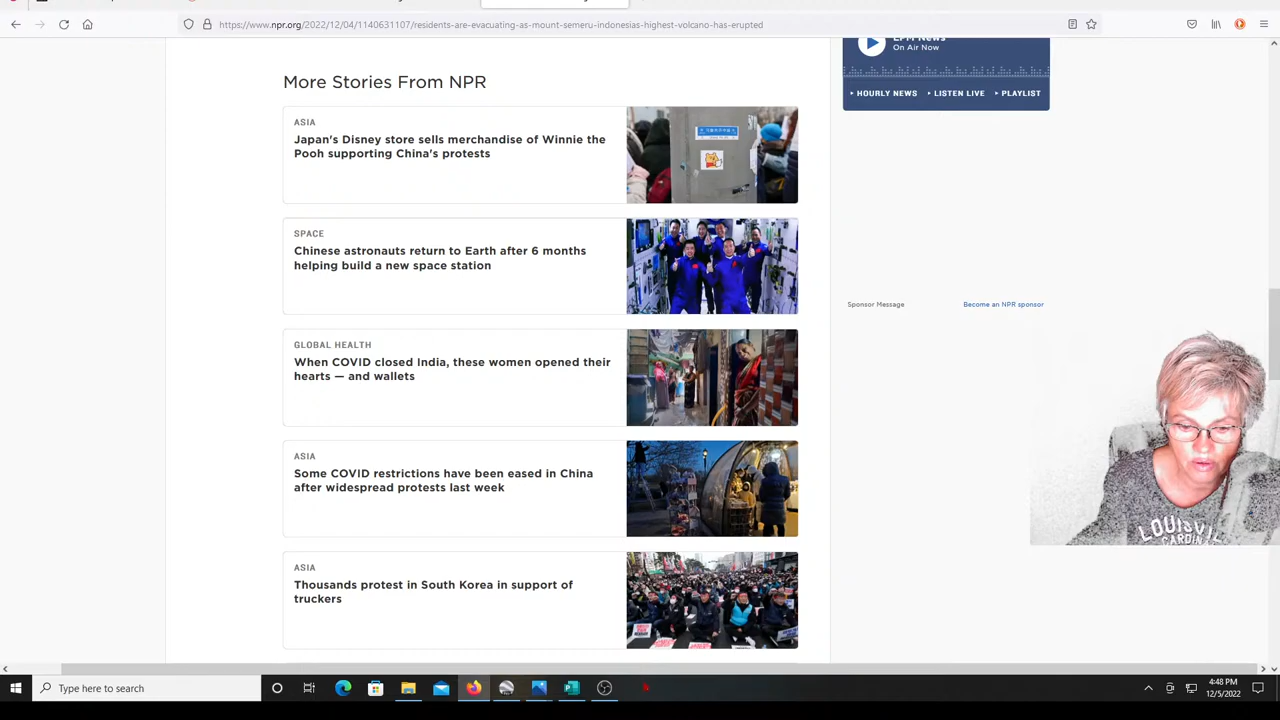 https://www.npr.org/2022/12/04/1140631107/residents-are-evacuating-as-mount-semeru-indonesias-highest-volcano-has-erupted
LPM News
On Air Now
HOURLY NEWS
LISTEN LIVE
PLAYLIST
More Stories From NPR
ASIA
Japan's Disney store sells merchandise of Winnie the
Pooh supporting China's protests
SPACE
Chinese astronauts return to Earth after 6 months
helping build a new space station
Sponsor Message
Become an NPR sponsor
GLOBAL HEALTH
When COVID closed India, these women opened their
hearts — and wallets
ASIA
Some COVID restrictions have been eased in China
after widespread protests last week
LOUISVILLE
CARDINAL
ASIA
Thousands protest in South Korea in support of
truckers
Type here to search
4:48 PM
12/5/2022